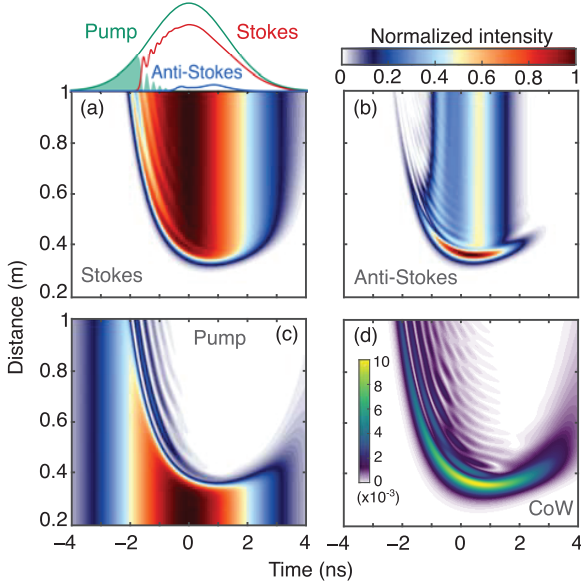 Pump
Stokes
Anti-Stokes
Normalized intensity
0 0.2 0.4 0.6 0.8 1
(a)
(b)
1
0.8
0.6
0.4
0.2
Stokes
Anti-Stokes
Distance (m)
Pump
(c)
(d)
1
0.8
0.6
0.4
0.2
10
8
6
4
2
0
(x10-3)
CoW
−4 −2 0 2 4
−4 −2 0 2 4
Time (ns)